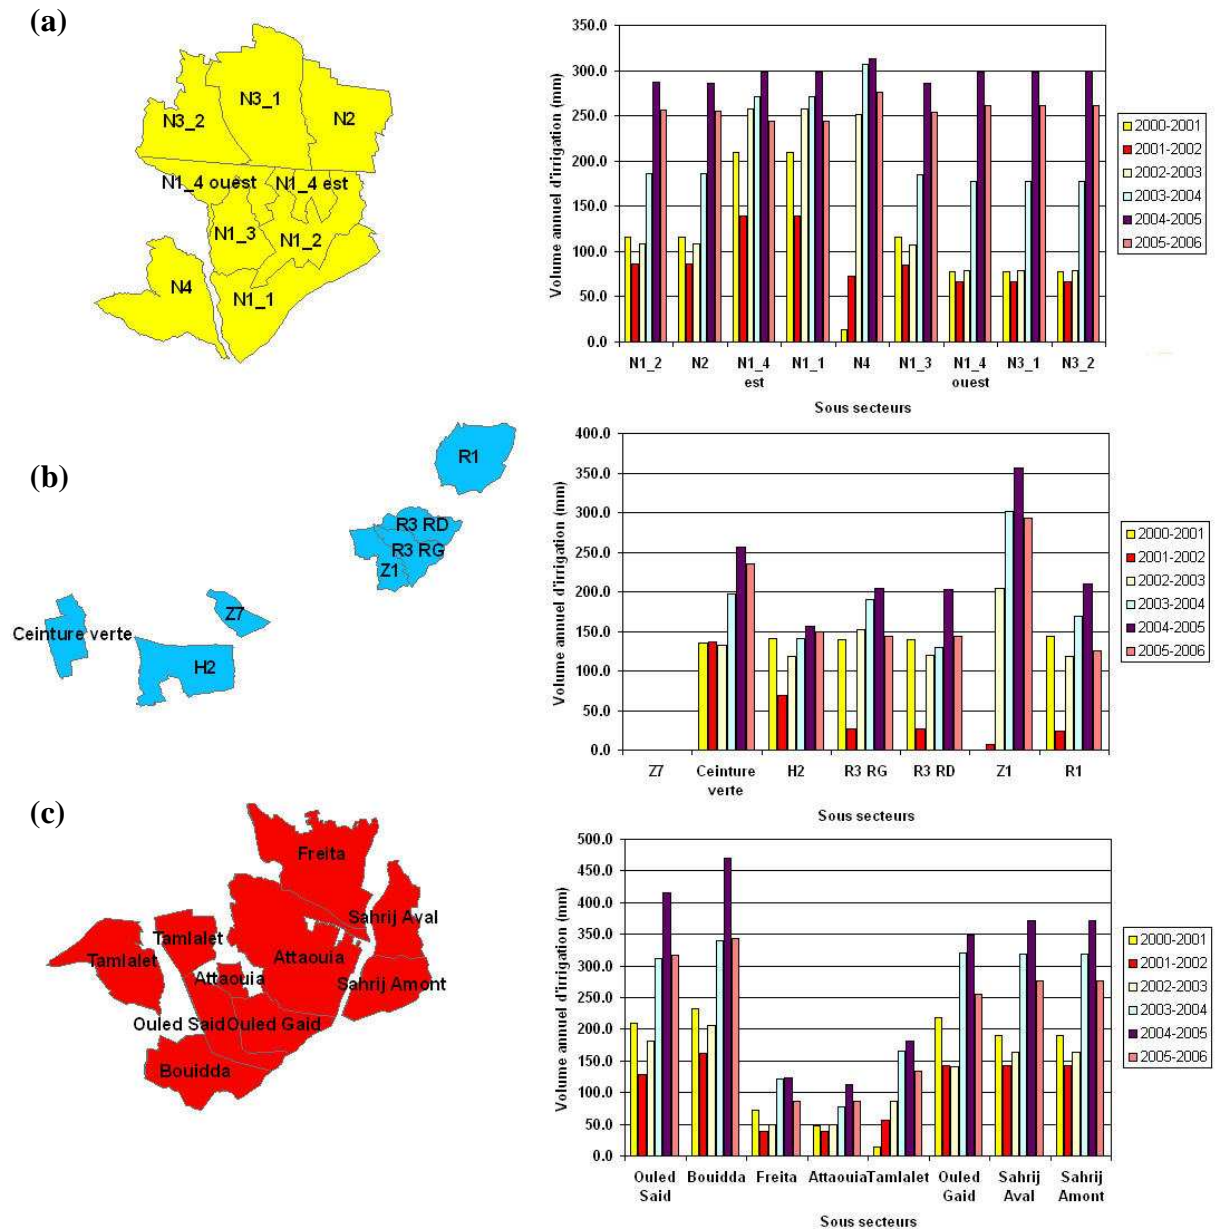 (a)
N3_1
N3_2
N2
N1_4 ouest
N1_4 est
N1_3
N1_2
N4
N1_1
Volume annuel d'irrigation (mm)
350.0
300.0
250.0
200.0
150.0
100.0
50.0
0.0
N1_2
N2
N1_4
est
N1_1
N4
N1_3
N1_4
ouest
N3_1
N3_2
Sous secteurs
2000-2001
2001-2002
2002-2003
2003-2004
2004-2005
2005-2006
(b)
R1
R3 RD
R3 RG
Z1
Z7
Ceinture verte
H2
Volume annuel d'irrigation (mm)
400.0
350.0
300.0
250.0
200.0
150.0
100.0
50.0
0.0
Z7
Ceinture
verte
H2
R3 RG
R3 RD
Z1
R1
Sous secteurs
2000-2001
2001-2002
2002-2003
2003-2004
2004-2005
2005-2006
(c)
Freita
Sahrij Aval
Tamlalet
Tamlalet
Attaouia
Attaouia
Sahrij Amont
Ouled Said
Ouled Gaid
Bouidda
Volume annuel d'irrigation (mm)
500.0
450.0
400.0
350.0
300.0
250.0
200.0
150.0
100.0
50.0
0.0
Ouled
Said
Bouidda
Freita
Attaouia
Tamlalet
Ouled
Gaid
Sahrij
Aval
Sahrij
Amont
Sous secteurs
2000-2001
2001-2002
2002-2003
2003-2004
2004-2005
2005-2006